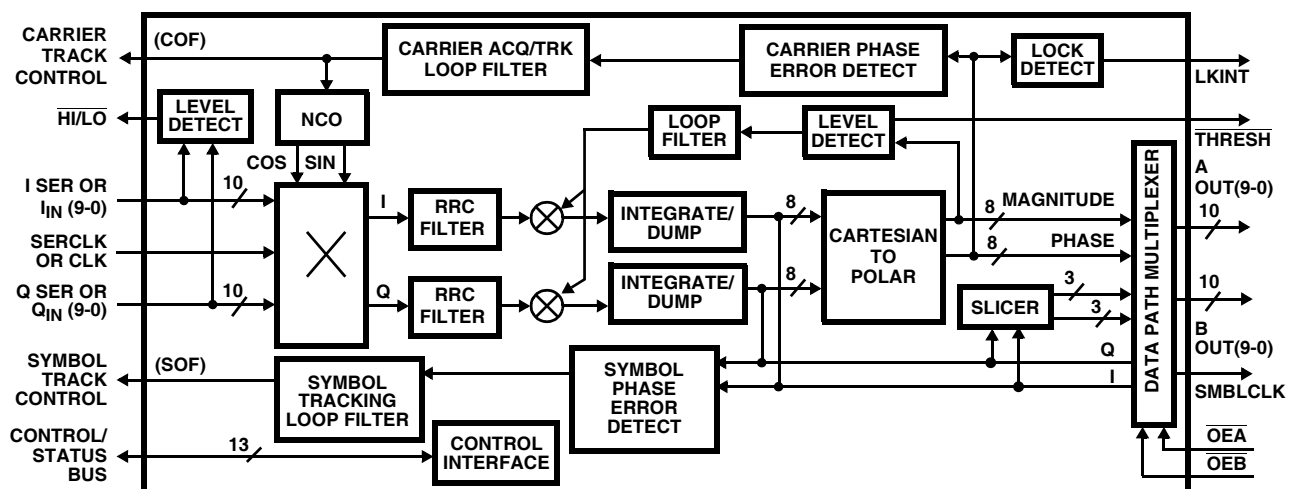 CARRIER
TRACK
CONTROL
(COF)
CARRIER ACQ/TRK
LOOP FILTER
CARRIER PHASE
ERROR DETECT
LOCK
DETECT
LKINT
HI/LO
LEVEL
DETECT
NCO
LOOP
FILTER
LEVEL
DETECT
THRESH
COS
SIN
I SER OR
IIN (9-0)
10
I
RRC
FILTER
INTEGRATE/
DUMP
8
CARTESIAN
TO
POLAR
8
MAGNITUDE
8
PHASE
DATA PATH MULTIPLEXER
A
OUT(9-0)
10
SERCLK
OR CLK
Q SER OR
QIN (9-0)
10
Q
RRC
FILTER
INTEGRATE/
DUMP
8
SLICER
3
3
10
B
OUT(9-0)
SYMBOL
TRACK
CONTROL
(SOF)
SYMBOL
TRACKING
LOOP FILTER
SYMBOL
PHASE
ERROR
DETECT
Q
I
SMBLCLK
CONTROL/
STATUS
BUS
13
CONTROL
INTERFACE
OEA
OEB